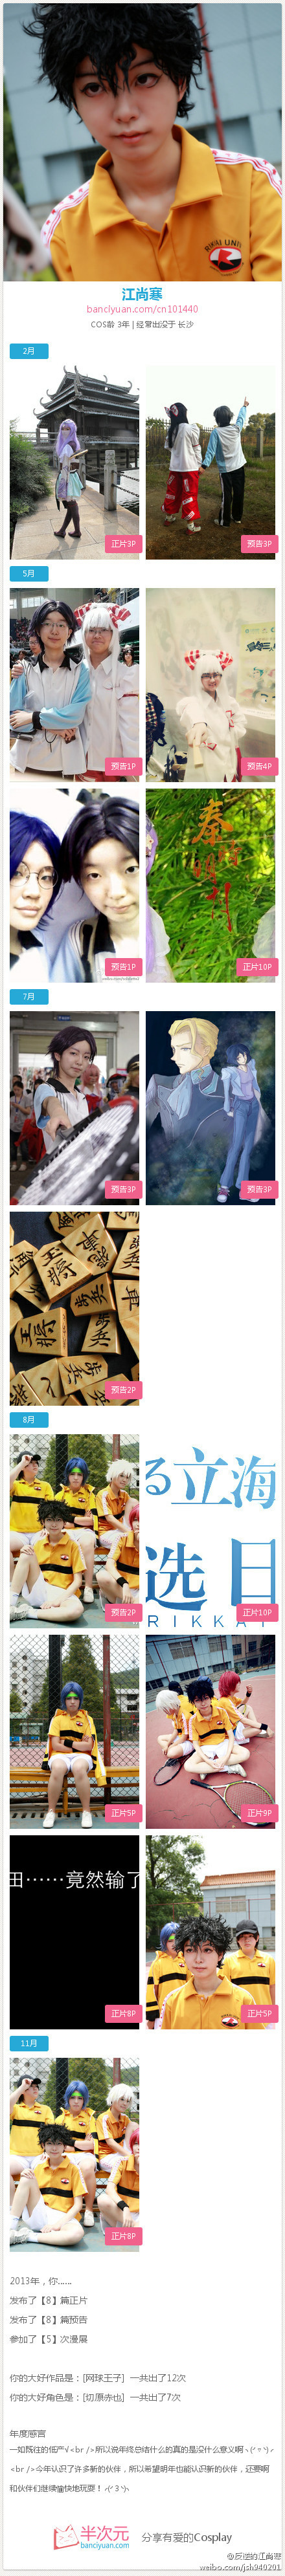 RIKKAI UNIV
江尚寒
banciyuan.com/cn101440
COS龄 3年 | 经常出没于 长沙
2月
正片3P
预告3P
5月
预告1P
预告4P
预告1P
秦時明月
正片10P
7月
预告3P
预告3P
预告2P
8月
预告2P
る立海
选 日
RIKKAI
正片10P
正片5P
正片9P
田……竟然输了
正片8P
正片5P
11月
正片8P
2013年，你……
发布了【8】篇正片
发布了【8】篇预告
参加了【5】次漫展
你的大好作品是：[网球王子] 一共出了12次
你的大好角色是：[切原赤也] 一共出了7次
年度感言
一如既往的低产√<br />所以说年终总结什么的真的是没什么意义啊
<br />今年认识了许多新的伙伴，所以希望明年也能认识新的伙伴，还要啊
和伙伴们继续愉快地玩耍！
半次元
banciyuan.com
分享有爱的Cosplay
@反逆的江尚寒
weibo.com/jsh940201